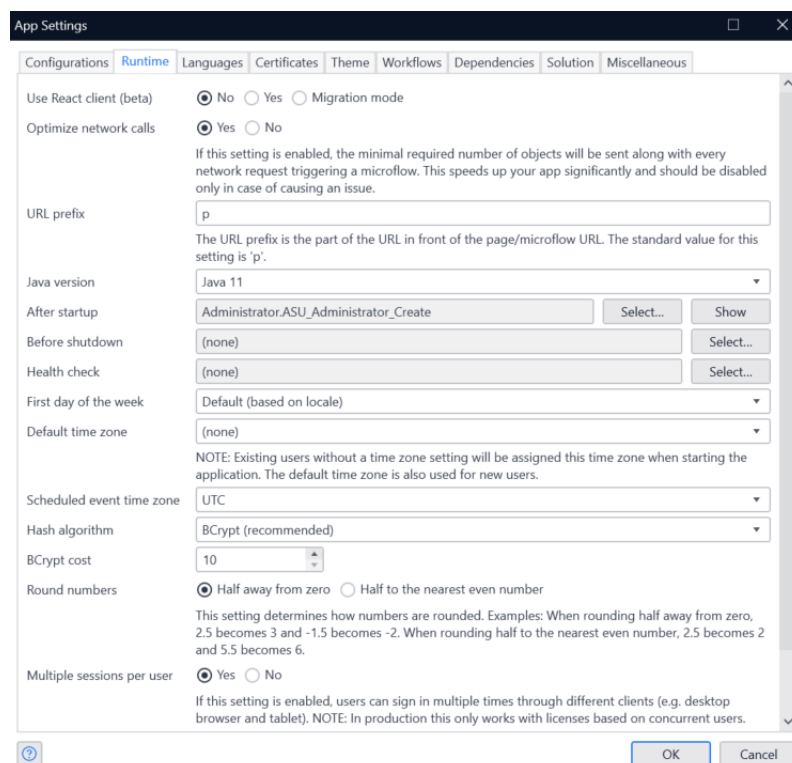 App Settings
Configurations Runtime Languages Certificates Theme Workflows Dependencies Solution Miscellaneous
Use React client (beta) No Yes Migration mode
Optimize network calls Yes No
If this setting is enabled, the minimal required number of objects will be sent along with every
network request triggering a microflow. This speeds up your app significantly and should be disabled
only in case of causing an issue.
URL prefix p
The URL prefix is the part of the URL in front of the page/microflow URL. The standard value for this
setting is 'p'.
Java version Java 11
After startup Administrator.ASU_Administrator_Create Select... Show
Before shutdown (none) Select...
Health check (none) Select...
First day of the week Default (based on locale)
Default time zone (none)
NOTE: Existing users without a time zone setting will be assigned this time zone when starting the
application. The default time zone is also used for new users.
Scheduled event time zone UTC
Hash algorithm BCrypt (recommended)
BCrypt cost 10
Round numbers Half away from zero Half to the nearest even number
This setting determines how numbers are rounded. Examples: When rounding half away from zero,
2.5 becomes 3 and -1.5 becomes -2. When rounding half to the nearest even number, 2.5 becomes 2
and 5.5 becomes 6.
Multiple sessions per user Yes No
If this setting is enabled, users can sign in multiple times through different clients (e.g. desktop
browser and tablet). NOTE: In production this only works with licenses based on concurrent users.
? OK Cancel